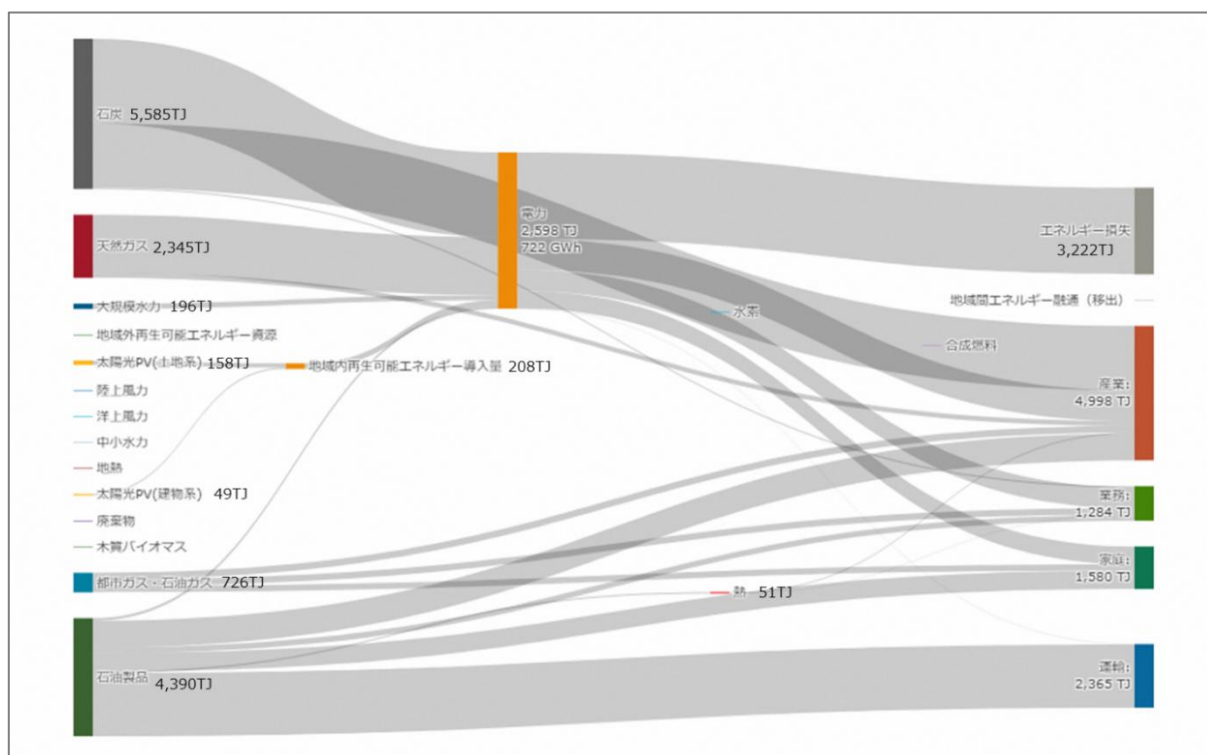 石炭 5,585TJ
天然ガス 2,345TJ
大規模水力 196TJ
地域外再生可能エネルギー資源
太陽光PV(土地系) 158TJ
陸上風力
洋上風力
中小水力
地熱
太陽光PV(建物系) 49TJ
廃棄物
木質バイオマス
都市ガス・石油ガス 726TJ
石油製品 4,390TJ
地域内再生可能エネルギー導入量 208TJ
電力
2,598 TJ
722 GWh
水素
合成燃料
熱 51TJ
エネルギー損失
3,222TJ
地域間エネルギー融通（移出）
産業:
4,998 TJ
業務:
1,284 TJ
家庭:
1,580 TJ
運輸:
2,365 TJ